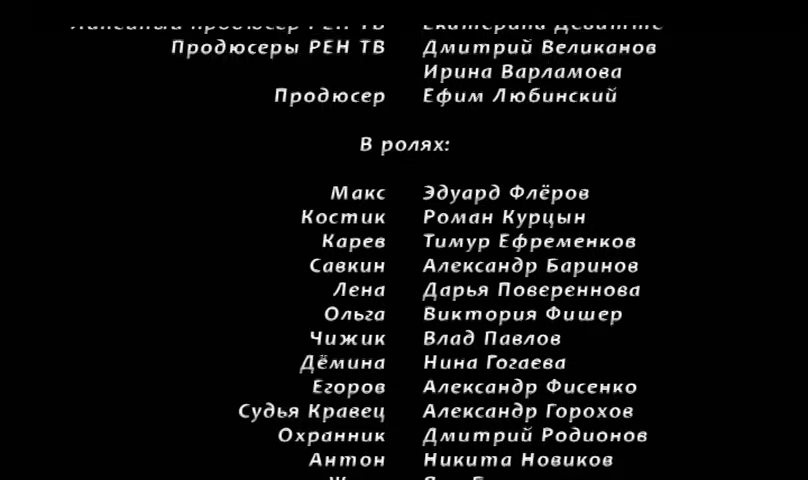 Продюсеры РЕН ТВ Дмитрий Великанов
Ирина Варламова
Продюсер Ефим Любинский
В ролях:
Макс Эдуард Флёров
Костик Роман Курцын
Карев Тимур Ефременков
Савкин Александр Баринов
Лена Дарья Повереннова
Ольга Виктория Фишер
Чижик Влад Павлов
Дёмина Нина Гогаева
Егоров Александр Фисенко
Судья Кравец Александр Горохов
Охранник Дмитрий Родионов
Антон Никита Новиков